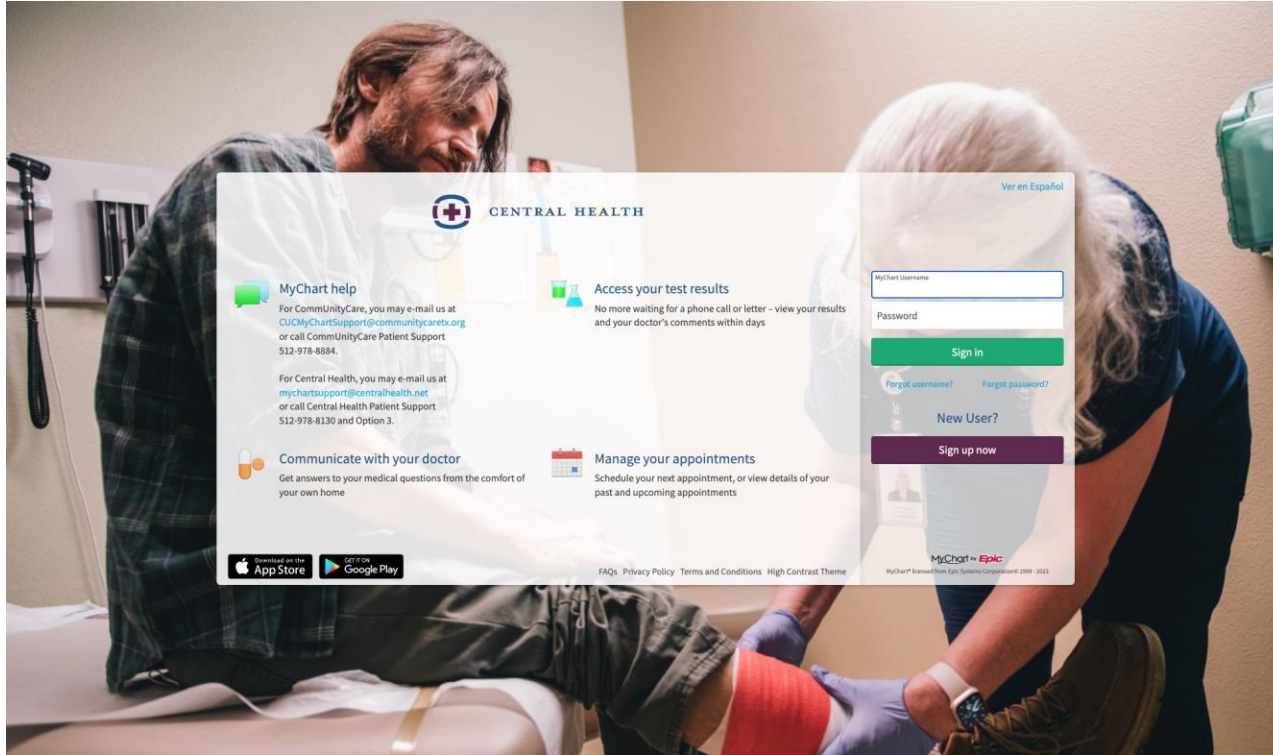 CENTRAL HEALTH
MyChart help
For CommUnityCare, you may e-mail us at
CUCMyChartSupport@communitycaretx.org
or call CommUnityCare Patient Support
512-978-8884.
For Central Health, you may e-mail us at
mychartsupport@centralhealth.net
or call Central Health Patient Support
512-978-8130 and Option 3.
Access your test results
No more waiting for a phone call or letter – view your results
and your doctor's comments within days
Communicate with your doctor
Get answers to your medical questions from the comfort of
your own home
Manage your appointments
Schedule your next appointment, or view details of your
past and upcoming appointments
Download on the
App Store
GET IT ON
Google Play
FAQs Privacy Policy Terms and Conditions High Contrast Theme
Ver en Español
MyChart Username
Password
Sign in
Forgot username? Forgot password?
New User?
Sign up now
MyChart by Epic
MyChart® licensed from Epic Systems Corporation© 1999 - 2023